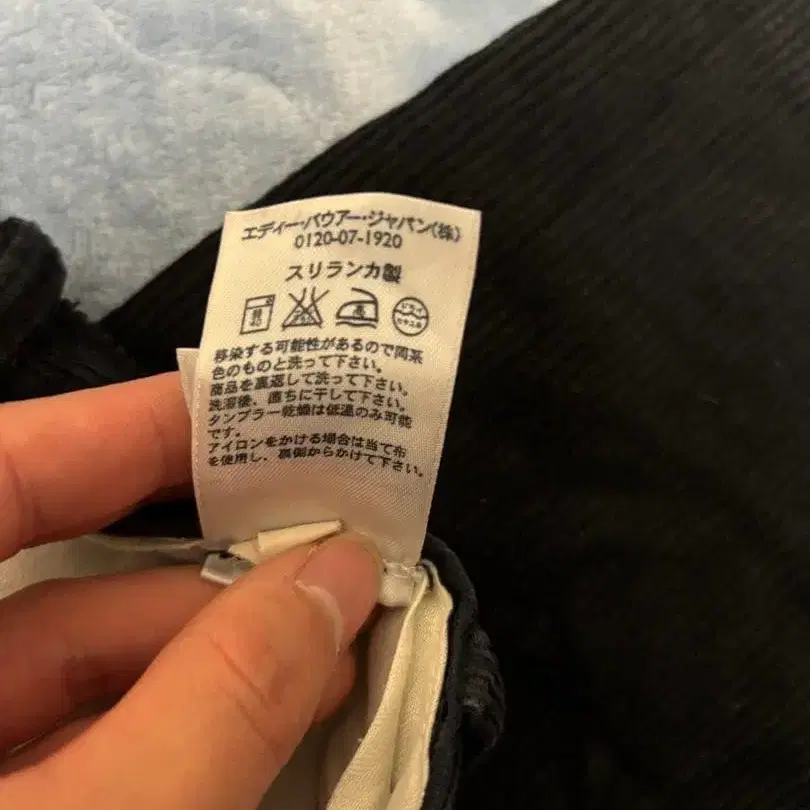 エディー・バウアー・ジャパン(株)
0120-07-1920
スリランカ製
移染する可能性があるので同系
色のものと洗って下さい。
商品を裏返して洗って下さい。
洗濯後、直ちに干して下さい。
タンブラー乾燥は低温のみ可能
です。
アイロンをかける場合は当て布
を使用し、裏側からかけて下さい。